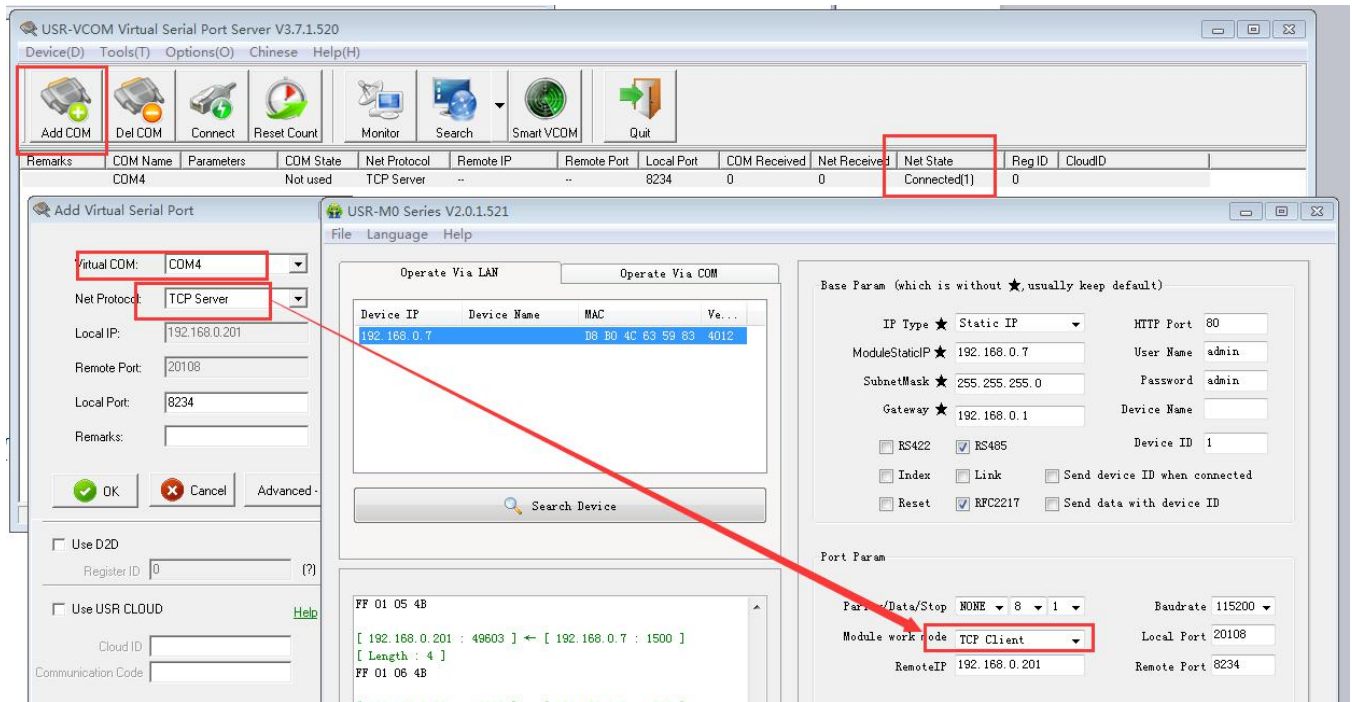 USR-VCOM Virtual Serial Port Server V3.7.1.520
Device(D) Tools(T) Options(O) Chinese Help(H)
Add COM Del COM Connect Reset Count Monitor Search Smart VCOM Quit
Remarks COM Name Parameters COM State Net Protocol Remote IP Remote Port Local Port COM Received Net Received Net State Reg ID CloudID
COM4 Not used TCP Server -- -- 8234 0 0 Connected(1) 0
Add Virtual Serial Port
Virtual COM: COM4
Net Protocol: TCP Server
Local IP: 192.168.0.201
Remote Port: 20108
Local Port: 8234
Remarks:
OK Cancel Advanced -
Use D2D
Register ID 0 (?)
Use USR CLOUD Help
Cloud ID
Communication Code
USR-M0 Series V2.0.1.521
File Language Help
Operate Via LAN Operate Via COM
Device IP Device Name MAC Ve...
192.168.0.7 D8 B0 4C 63 59 83 4012
Search Device
FF 01 05 4B
[ 192.168.0.201 : 49603 ] ← [ 192.168.0.7 : 1500 ]
[ Length : 4 ]
FF 01 06 4B
Base Param (which is without ★,usually keep default)
IP Type ★ Static IP HTTP Port 80
ModuleStaticIP ★ 192.168.0.7 User Name admin
SubnetMask ★ 255.255.255.0 Password admin
Gateway ★ 192.168.0.1 Device Name
RS422 RS485 Device ID 1
Index Link Send device ID when connected
Reset RFC2217 Send data with device ID
Port Param
Parity/Data/Stop NONE 8 1 Baudrate 115200
Module work mode TCP Client Local Port 20108
RemoteIP 192.168.0.201 Remote Port 8234